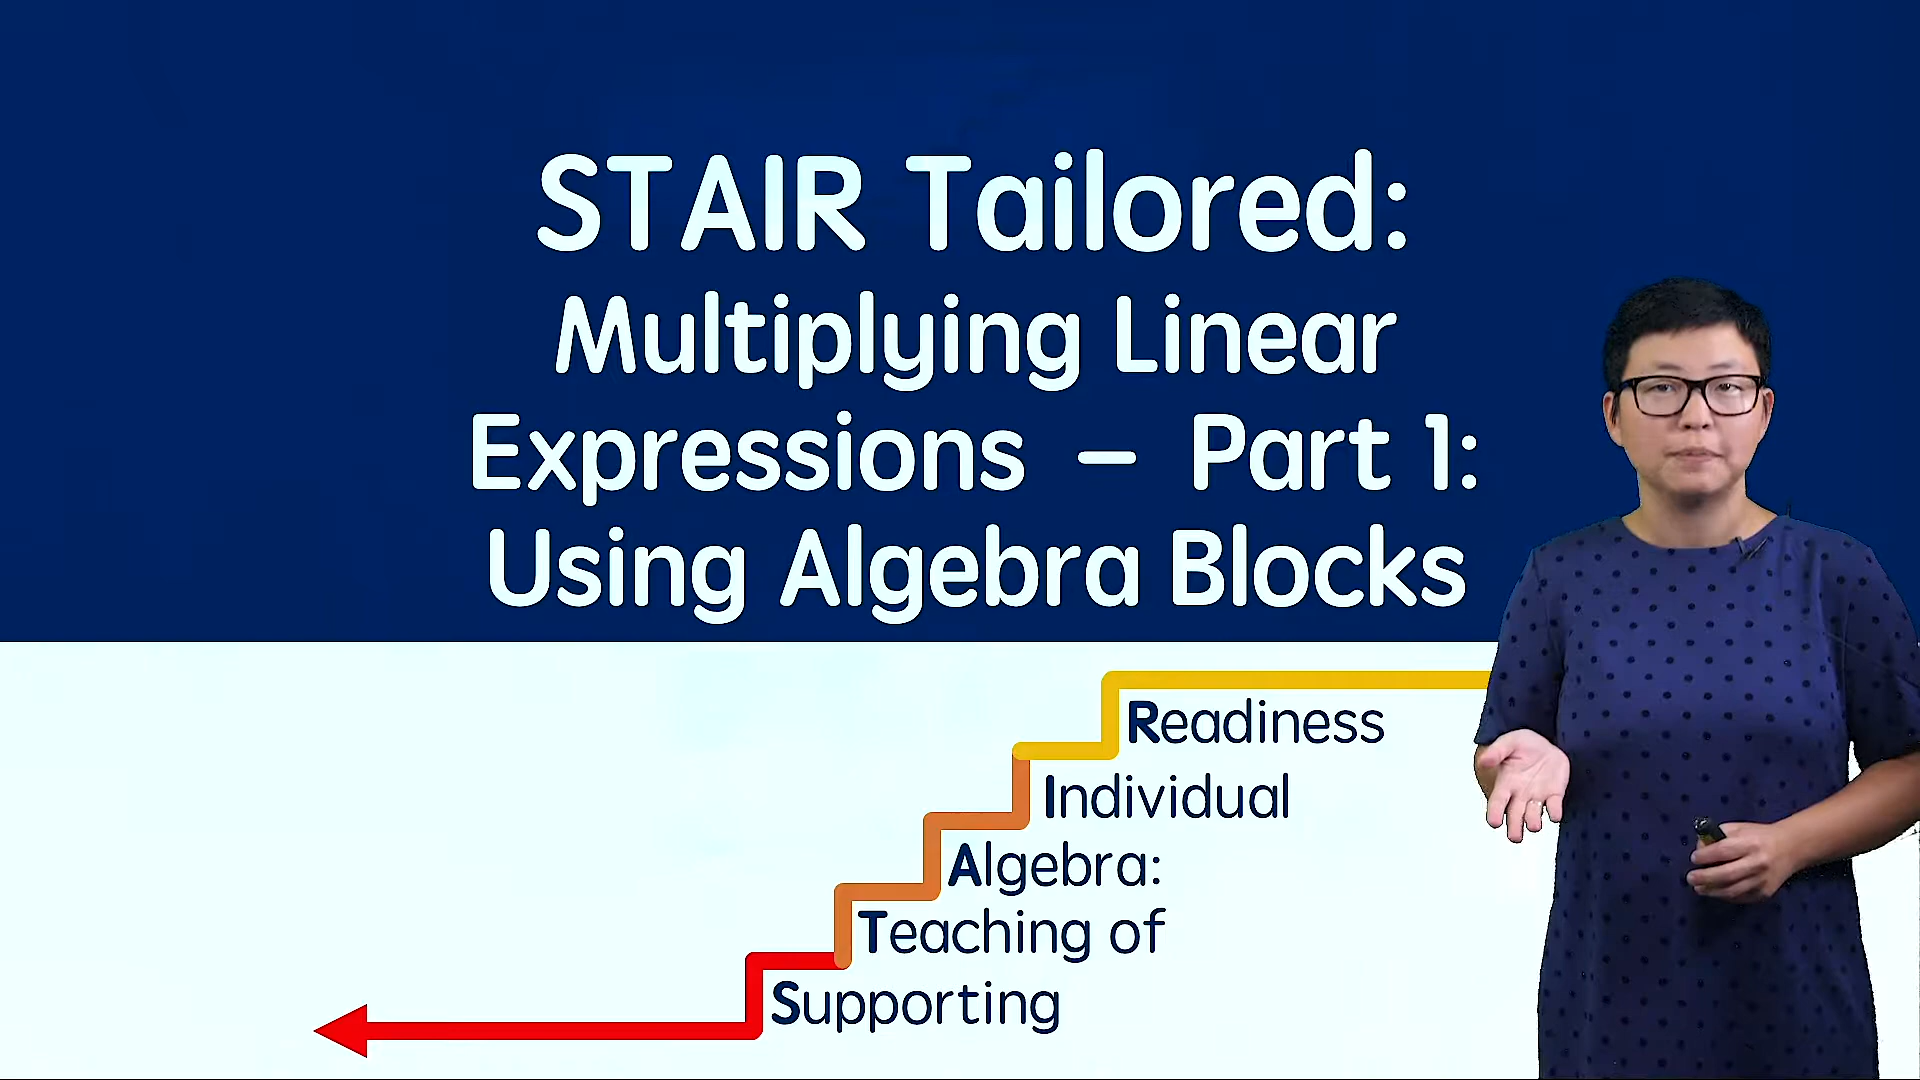 STAIR Tailored:
Multiplying Linear
Expressions – Part 1:
Using Algebra Blocks
Readiness
Individual
Algebra:
Teaching of
Supporting